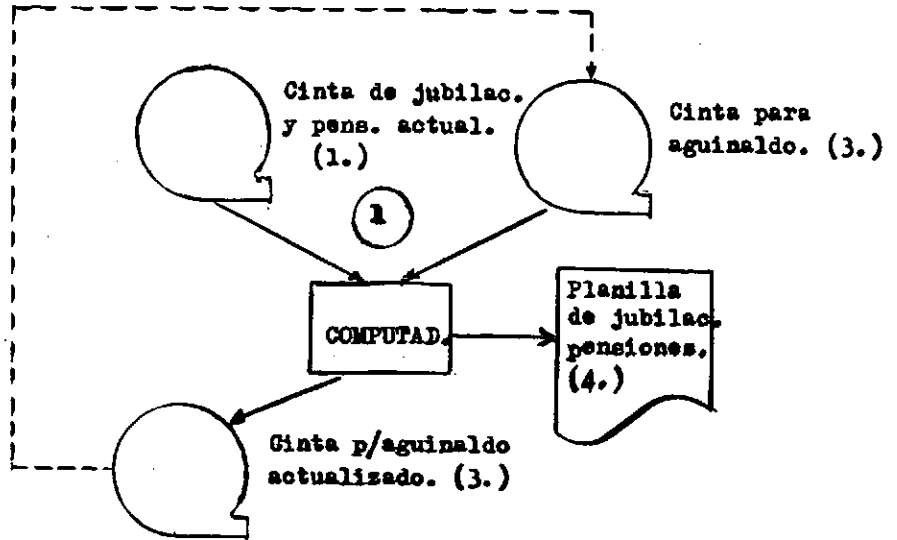 Cinta de jubilac.
y pens. actual.
(1.)
Cinta para
aguinaldo. (3.)
1
COMPUTAD.
Planilla
de jubilac.
pensiones.
(4.)
Cinta p/aguinaldo
actualizado. (3.)